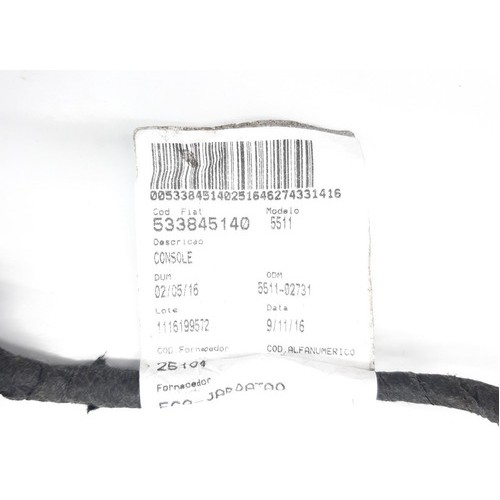 00533845140251646274331416
Cod Fiat Modelo
533845140 5511
Descricao
CONSOLE
DUM ODM
02/05/16 5511-02731
Lote Data
1116199572 9/11/16
COD Fornecedor COD ALFANUMERICO
Fornecedor